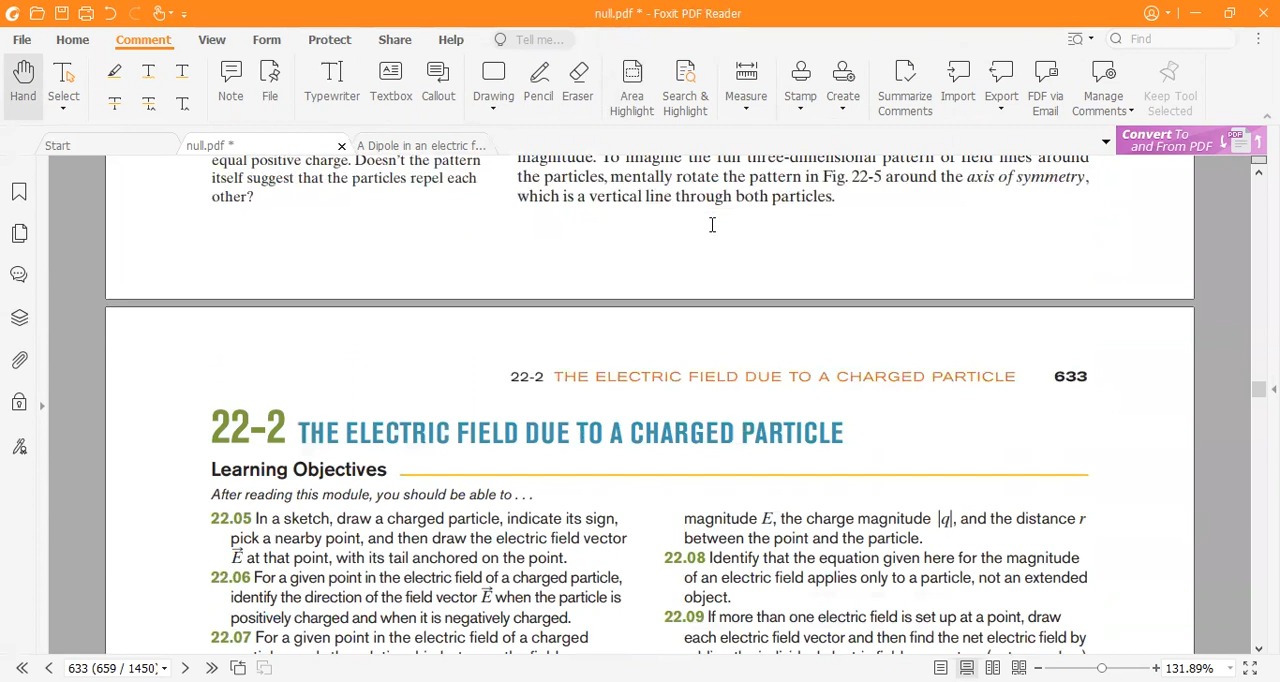 null.pdf * - Foxit PDF Reader
File Home Comment View Form Protect Share Help Tell me... Find
Hand Select Note File Typewriter Textbox Callout Drawing Pencil Eraser Area Highlight Search & Highlight Measure Stamp Create Summarize Comments Import Export FDF via Email Manage Comments Keep Tool Selected
Start null.pdf * A Dipole in an electric f... Convert To and From PDF PDF
equal positive charge. Doesn't the pattern
itself suggest that the particles repel each
other?
magnitude. To imagine the full three-dimensional pattern of field lines around
the particles, mentally rotate the pattern in Fig. 22-5 around the axis of symmetry,
which is a vertical line through both particles.
22-2 THE ELECTRIC FIELD DUE TO A CHARGED PARTICLE 633
22–2 THE ELECTRIC FIELD DUE TO A CHARGED PARTICLE
Learning Objectives
After reading this module, you should be able to . . .
22.05 In a sketch, draw a charged particle, indicate its sign,
pick a nearby point, and then draw the electric field vector
E⃗ at that point, with its tail anchored on the point.
22.06 For a given point in the electric field of a charged particle,
identify the direction of the field vector E⃗ when the particle is
positively charged and when it is negatively charged.
22.07 For a given point in the electric field of a charged
magnitude E, the charge magnitude |q|, and the distance r
between the point and the particle.
22.08 Identify that the equation given here for the magnitude
of an electric field applies only to a particle, not an extended
object.
22.09 If more than one electric field is set up at a point, draw
each electric field vector and then find the net electric field by
633 (659 / 1450) 131.89%